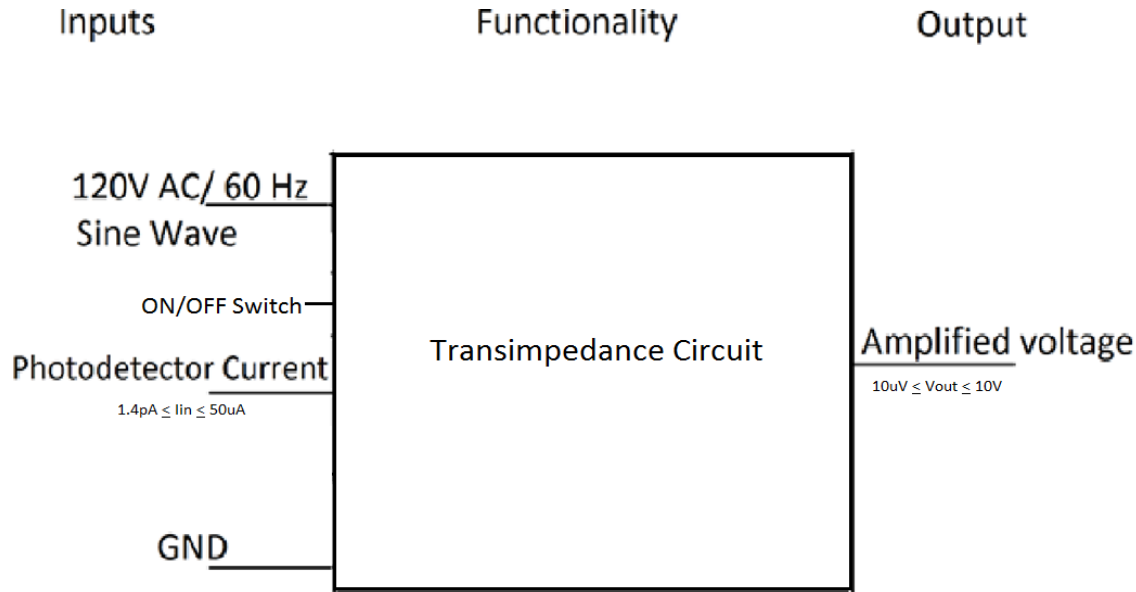 Inputs
Functionality
Output
120V AC/ 60 Hz
Sine Wave
ON/OFF Switch
Photodetector Current
1.4pA ≤ Iin ≤ 50uA
GND
Transimpedance Circuit
Amplified voltage
10uV ≤ Vout ≤ 10V